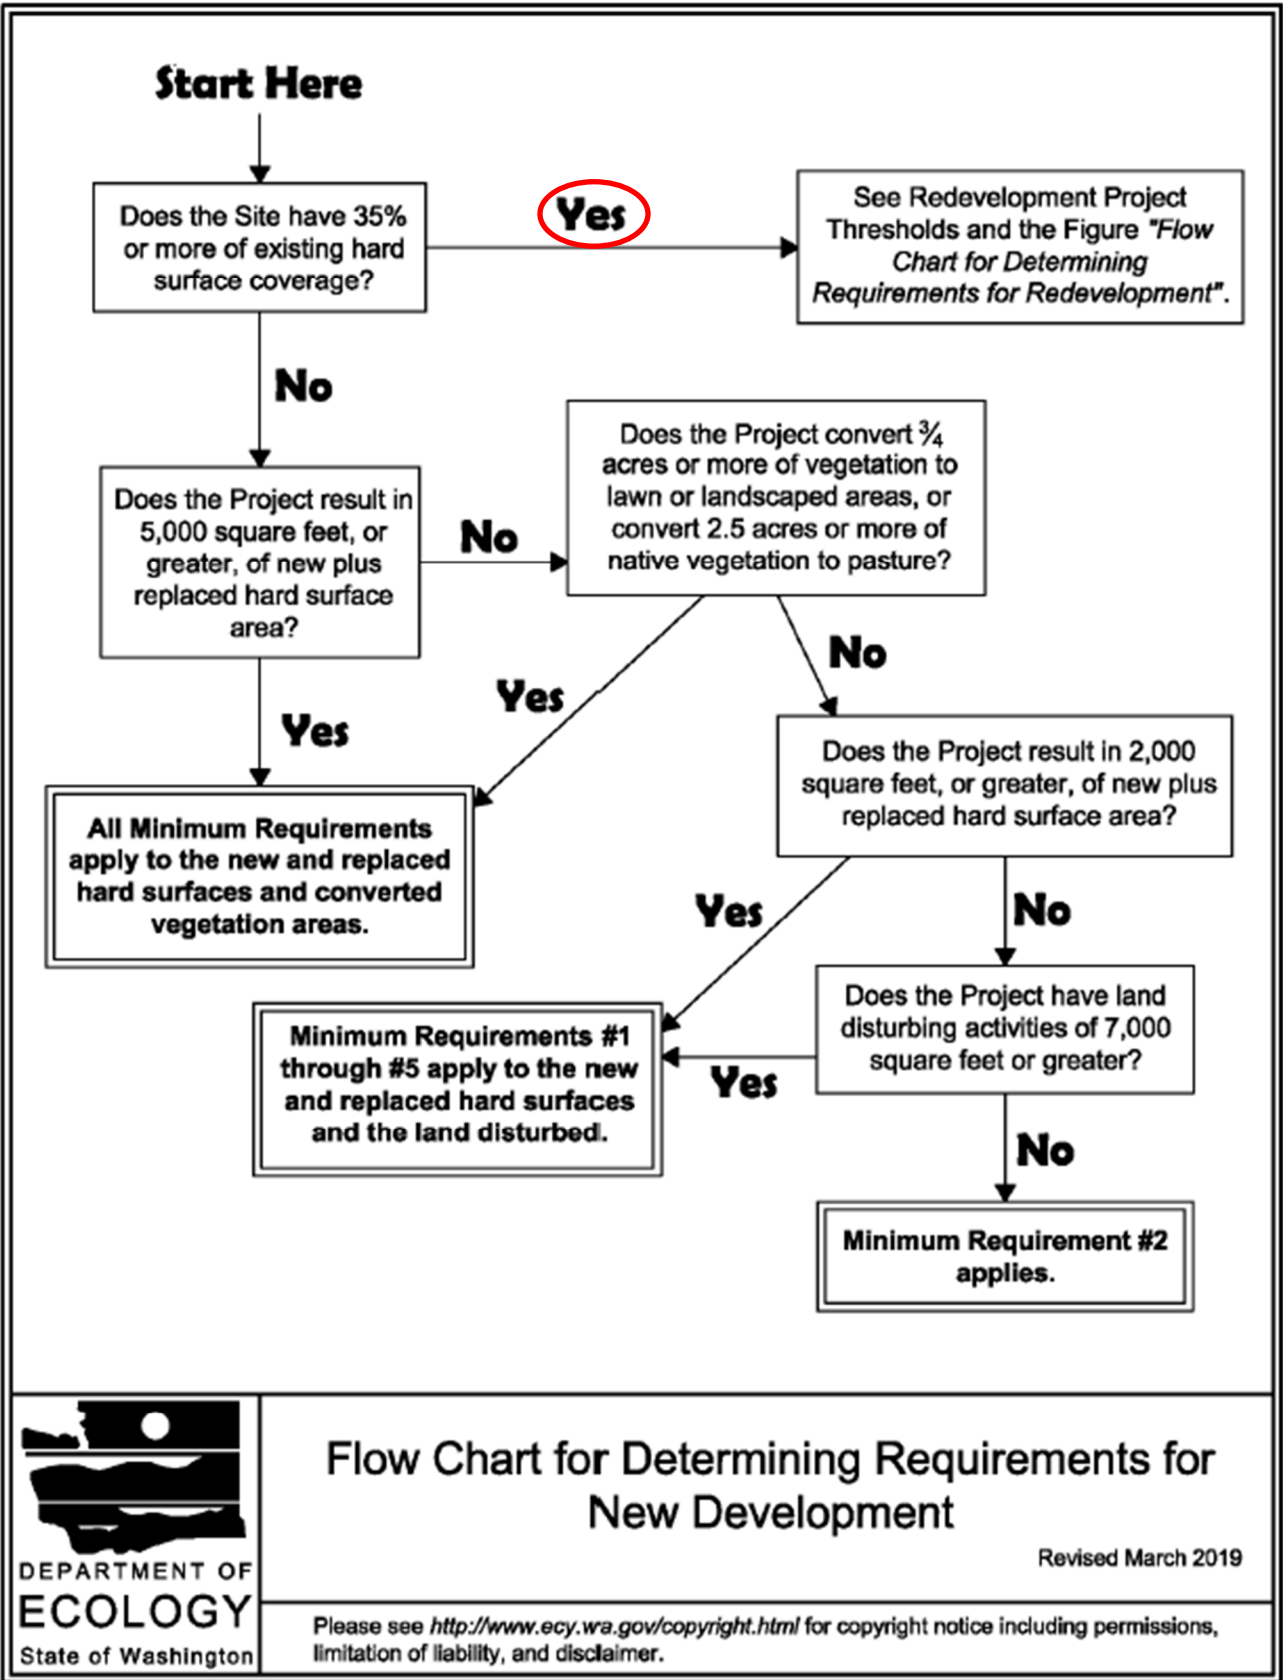 Start Here
Does the Site have 35%
or more of existing hard
surface coverage?
Yes
See Redevelopment Project
Thresholds and the Figure "Flow
Chart for Determining
Requirements for Redevelopment".
No
Does the Project result in
5,000 square feet, or
greater, of new plus
replaced hard surface
area?
No
Does the Project convert ¾
acres or more of vegetation to
lawn or landscaped areas, or
convert 2.5 acres or more of
native vegetation to pasture?
Yes
Yes
No
All Minimum Requirements
apply to the new and replaced
hard surfaces and converted
vegetation areas.
Does the Project result in 2,000
square feet, or greater, of new plus
replaced hard surface area?
Yes
No
Minimum Requirements #1
through #5 apply to the new
and replaced hard surfaces
and the land disturbed.
Does the Project have land
disturbing activities of 7,000
square feet or greater?
Yes
No
Minimum Requirement #2
applies.
DEPARTMENT OF
ECOLOGY
State of Washington
Flow Chart for Determining Requirements for
New Development
Revised March 2019
Please see http://www.ecy.wa.gov/copyright.html for copyright notice including permissions,
limitation of liability, and disclaimer.